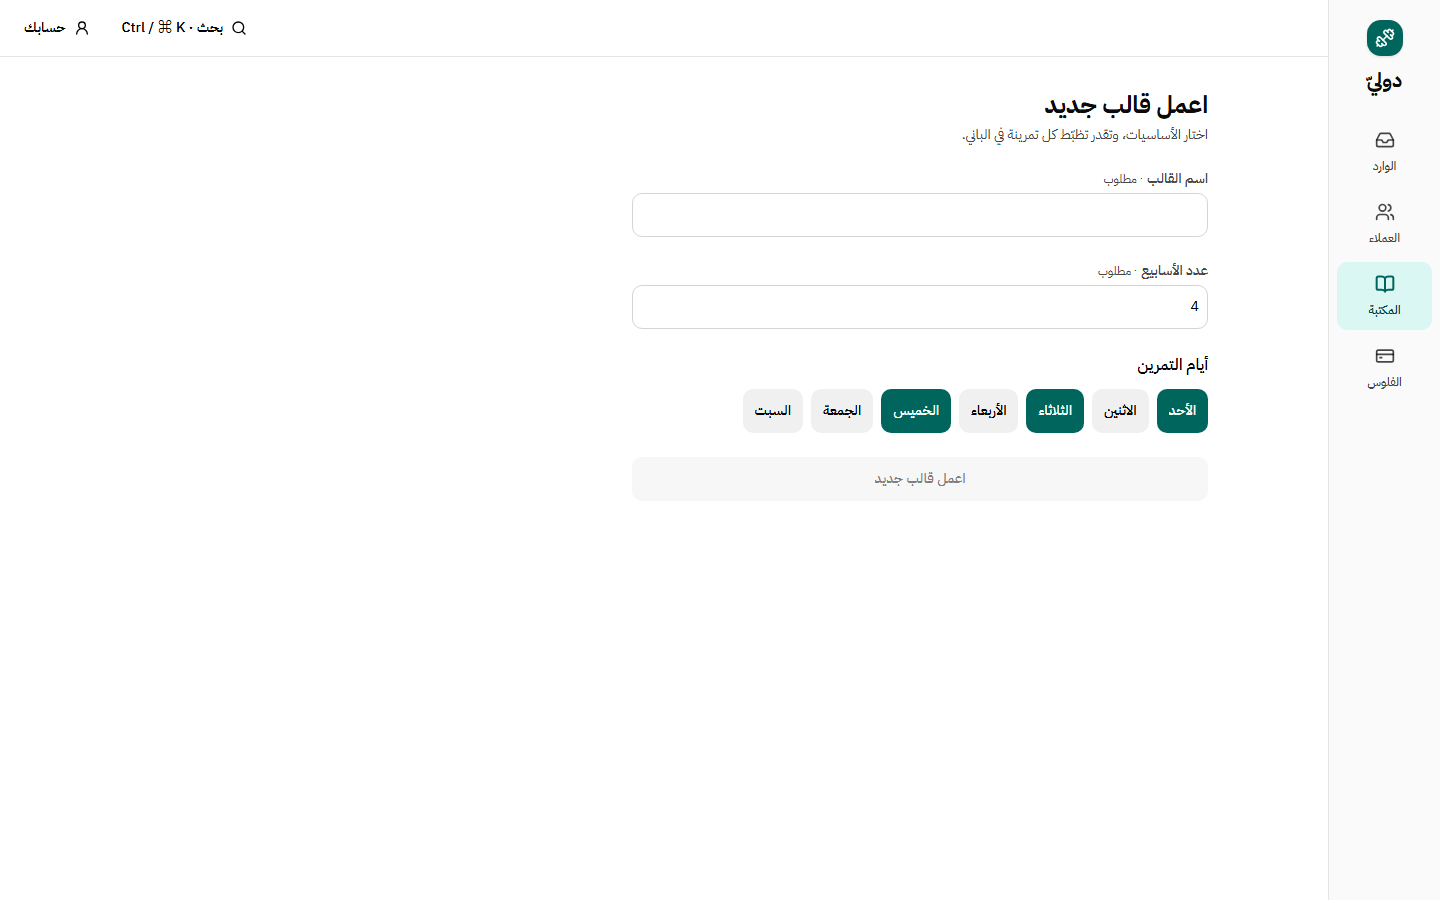 دوليّ
الوارد
العملاء
المكتبة
الفلوس
بحث · Ctrl / ⌘ K
حسابك
اعمل قالب جديد
اختار الأساسيات، وتقدر تظبّط كل تمرينة في الباني.
اسم القالب · مطلوب
عدد الأسابيع · مطلوب
4
أيام التمرين
الأحد الاثنين الثلاثاء الأربعاء الخميس الجمعة السبت
اعمل قالب جديد